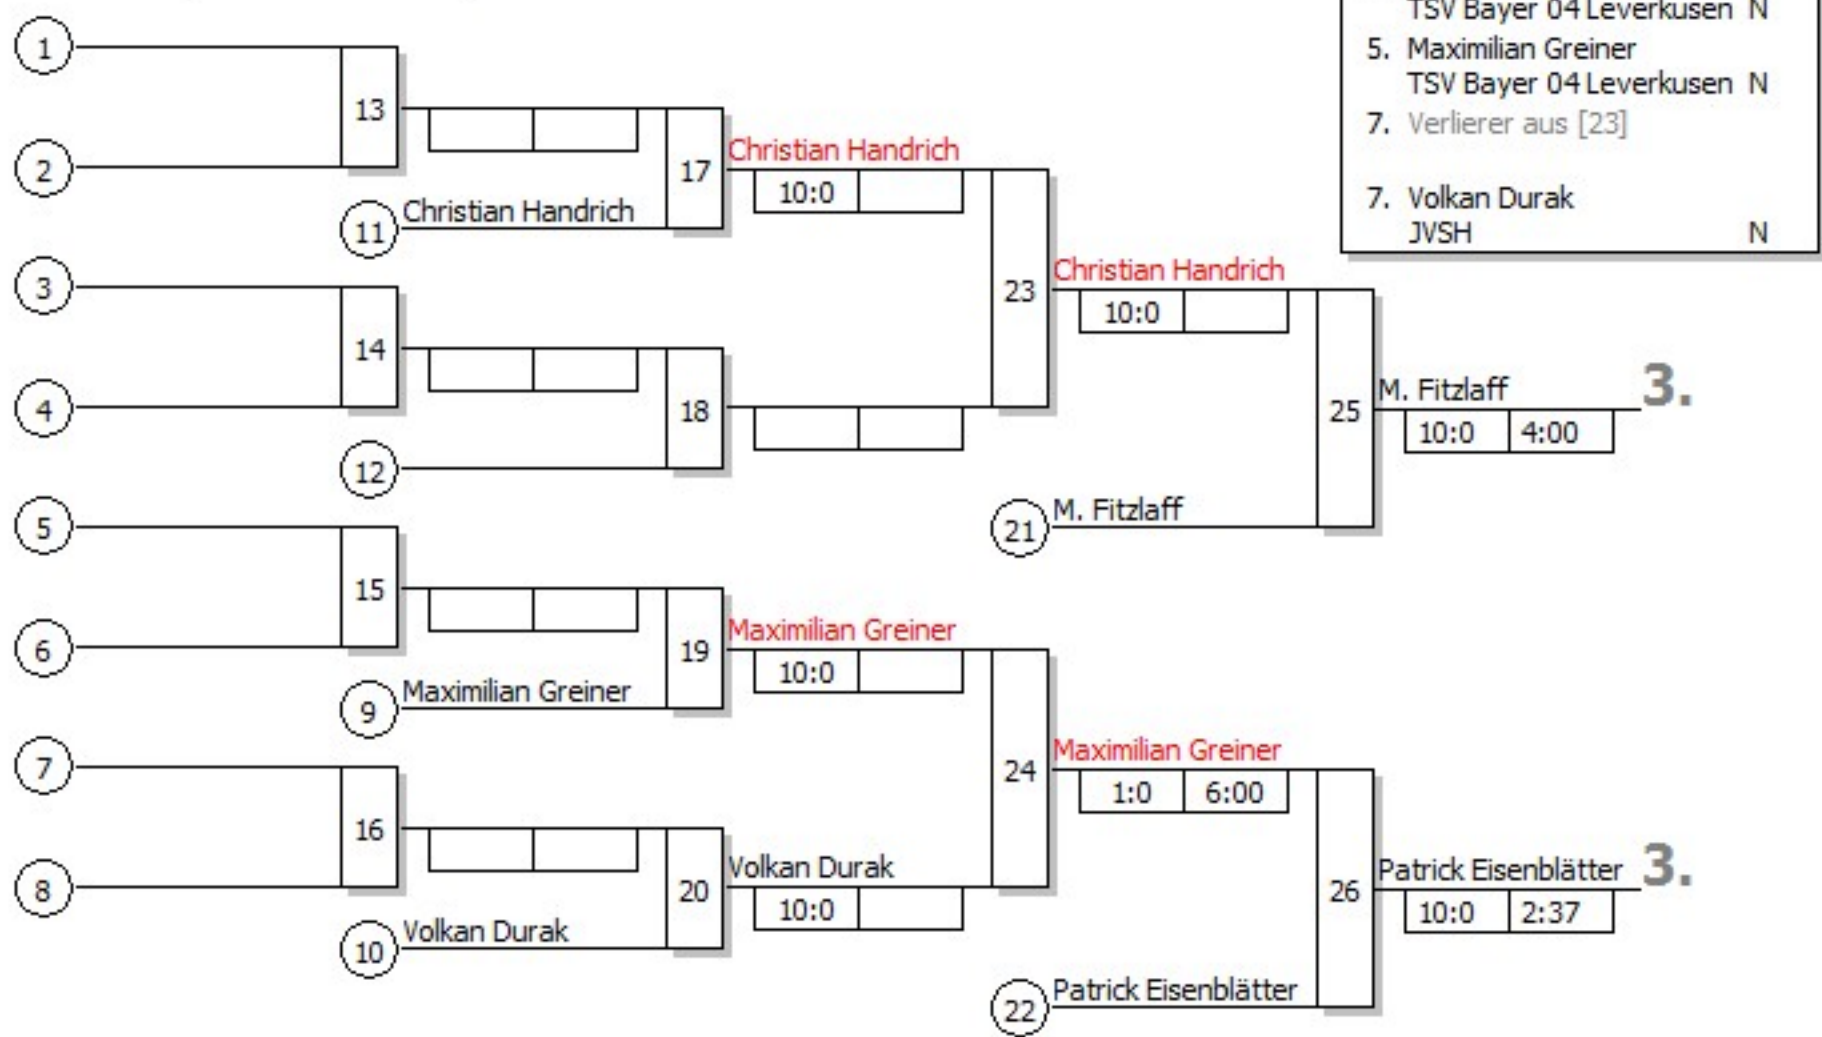 TSV Bayer 04 Leverkusen N
5. Maximilian Greiner
TSV Bayer 04 Leverkusen N
7. Verlierer aus [23]
7. Volkan Durak
JVSH N
1
13
2
17
Christian Handrich
10:0
11
Christian Handrich
3
23
Christian Handrich
10:0
14
4
18
12
25
M. Fitzlaff
3.
10:0 4:00
5
21
M. Fitzlaff
15
6
19
Maximilian Greiner
10:0
9
Maximilian Greiner
7
24
Maximilian Greiner
1:0 6:00
16
8
20
Volkan Durak
10:0
10
Volkan Durak
26
Patrick Eisenblätter
3.
10:0 2:37
22
Patrick Eisenblätter